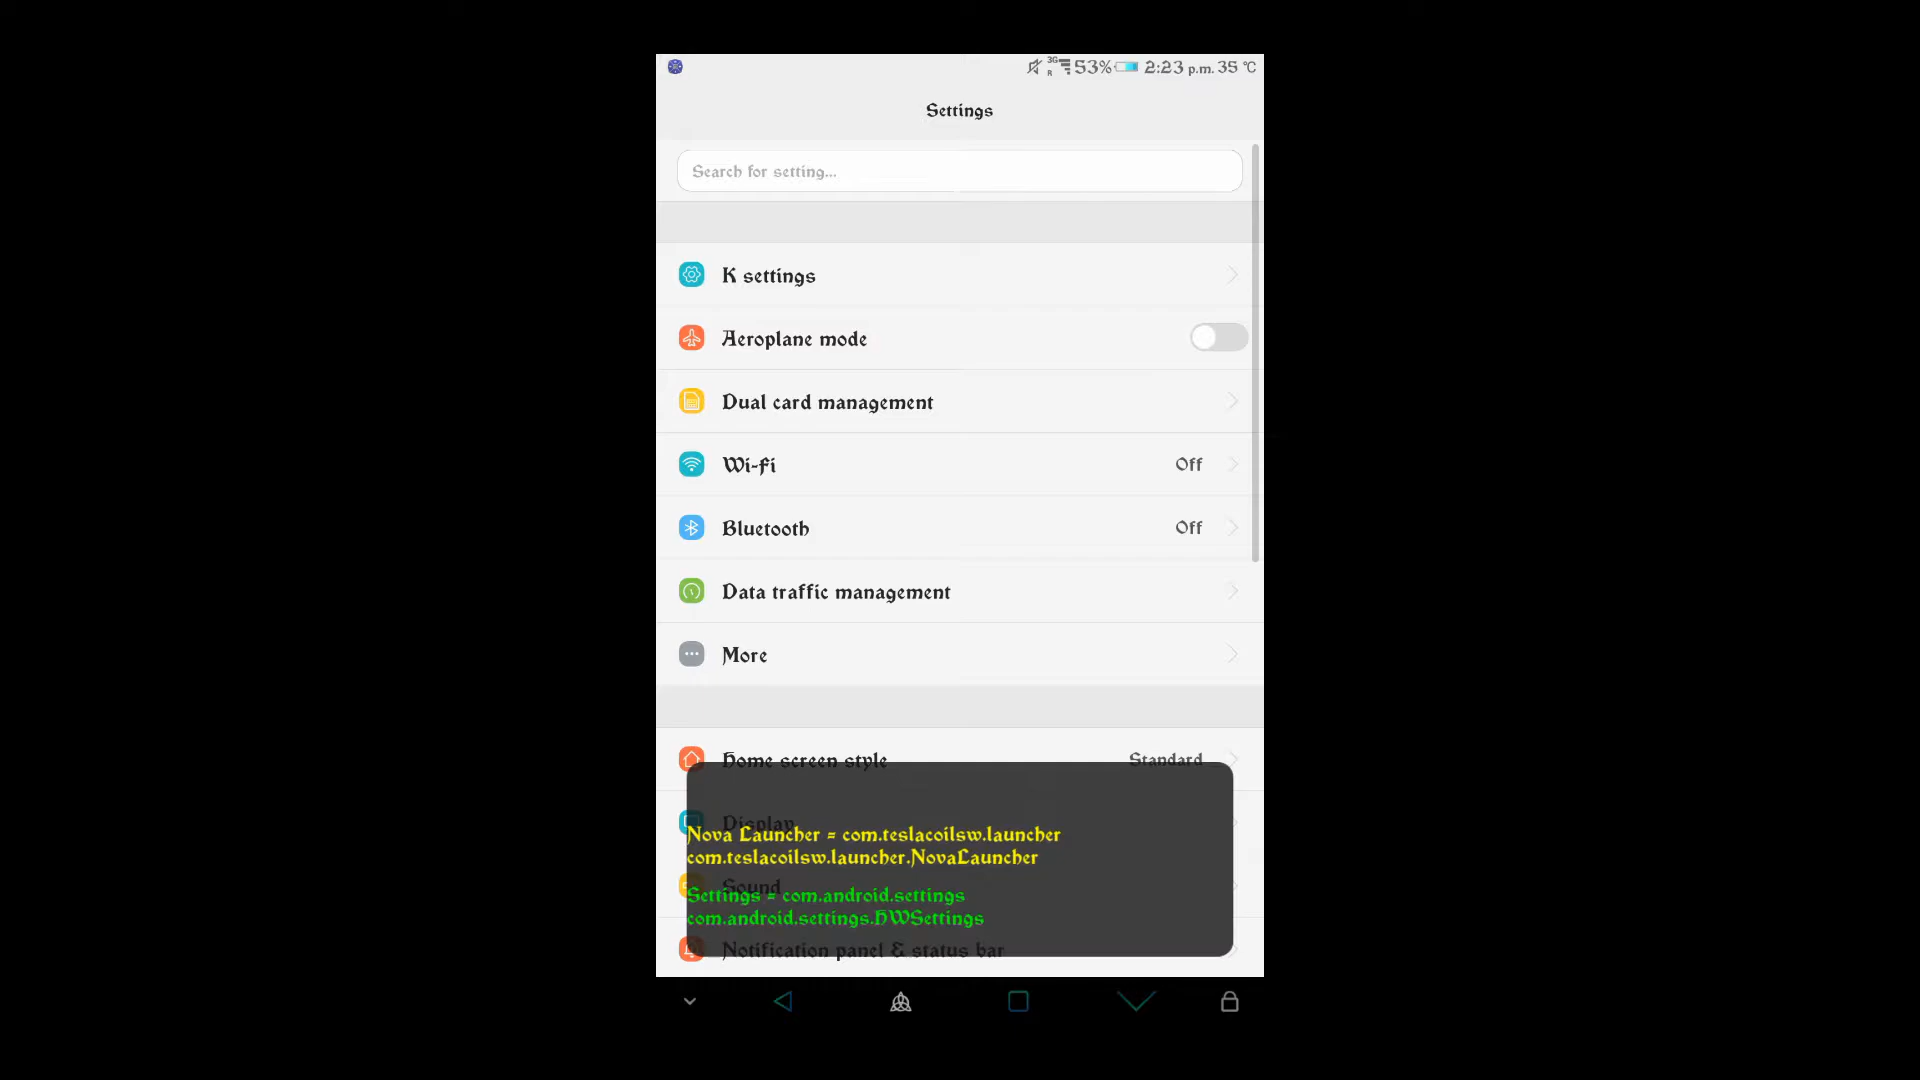 3G R 53% 2:23 p.m. 35 °C
Settings
Search for setting...
K settings
Aeroplane mode
Dual card management
Wi-Fi Off
Bluetooth Off
Data traffic management
More
Home screen style Standard
Display
Nova Launcher = com.teslacoilsw.launcher
com.teslacoilsw.launcher.NovaLauncher
Sound
Settings = com.android.settings
com.android.settings.HWSettings
Notification panel & status bar